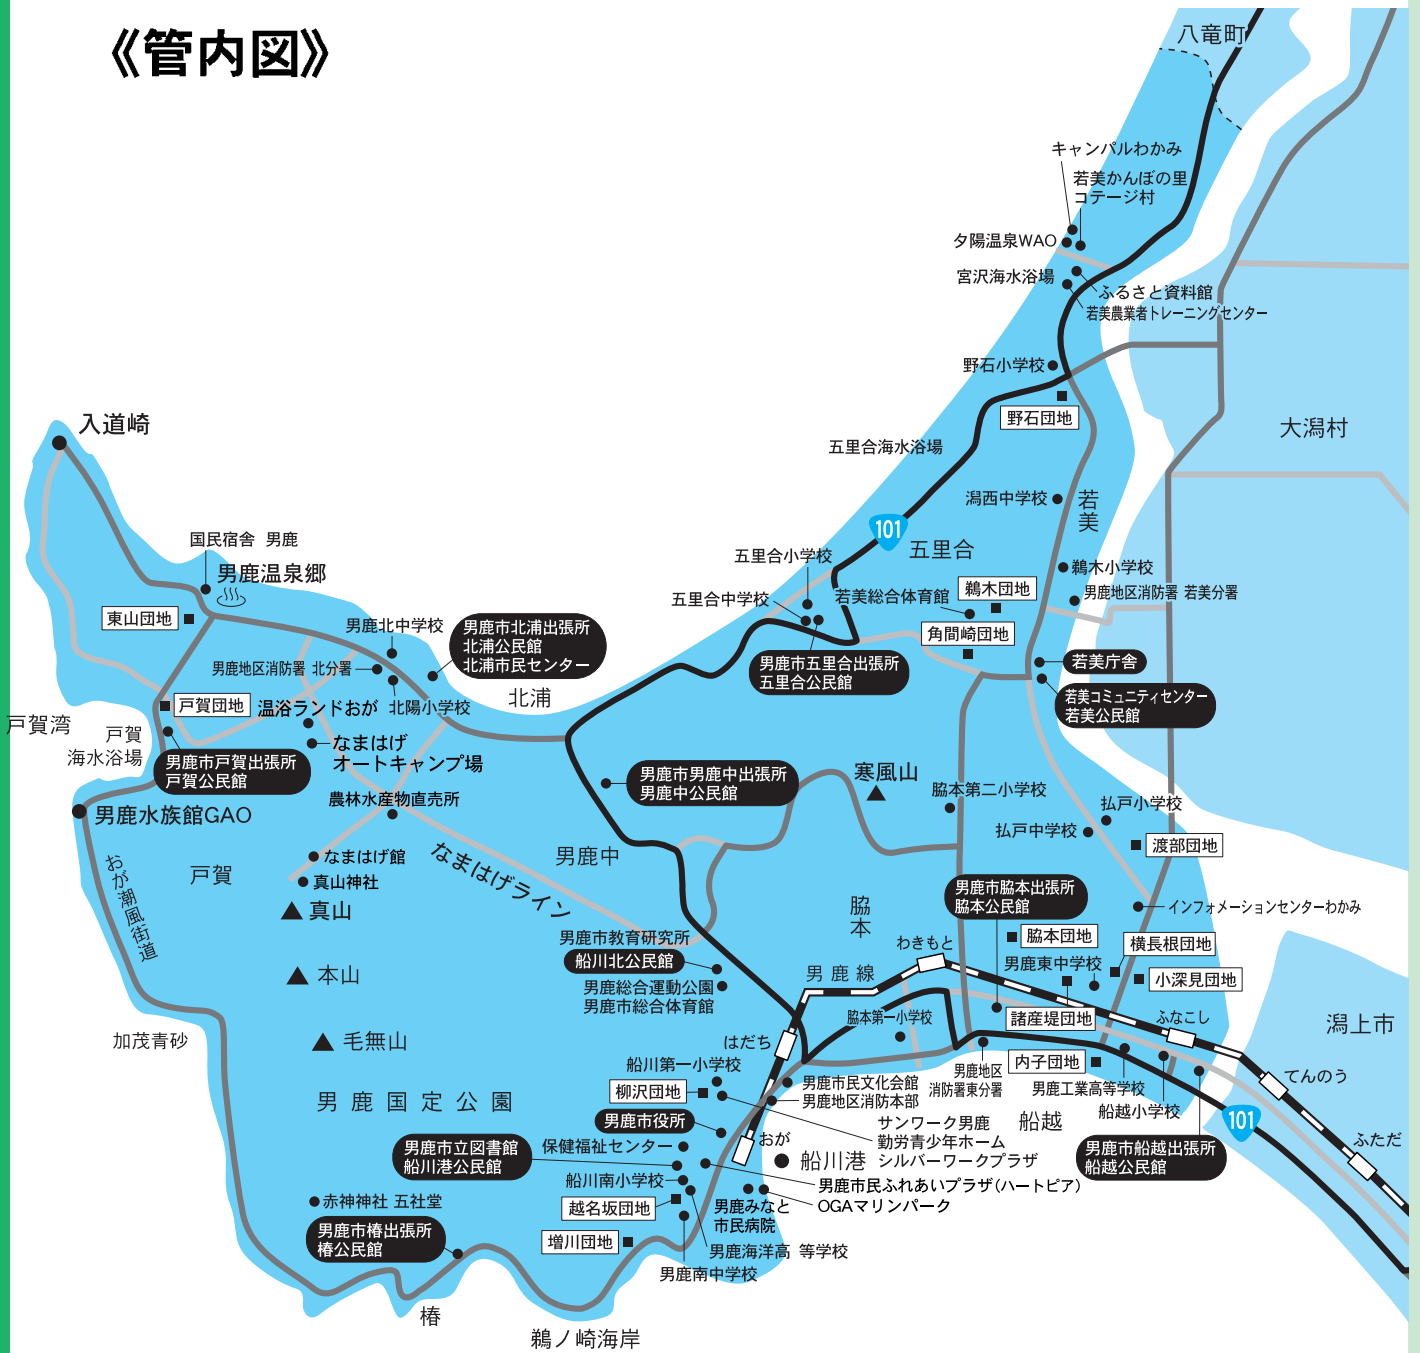 《管内図》
八竜町
キャンパルわかみ
若美かんぽの里
コテージ村
夕陽温泉WAO
宮沢海水浴場
ふるさと資料館
若美農業者トレーニングセンター
野石小学校
野石団地
大潟村
入道崎
五里合海水浴場
潟西中学校
若美
101
五里合
国民宿舎 男鹿
男鹿温泉郷
東山団地
五里合小学校
五里合中学校
若美総合体育館
鵜木団地
鵜木小学校
男鹿地区消防署 若美分署
角間崎団地
男鹿北中学校
男鹿市北浦出張所
北浦公民館
北浦市民センター
男鹿地区消防署 北分署
北陽小学校
北浦
男鹿市五里合出張所
五里合公民館
若美庁舎
若美コミュニティセンター
若美公民館
戸賀団地
温浴ランドおが
戸賀湾
戸賀
海水浴場
なまはげ
オートキャンプ場
男鹿市戸賀出張所
戸賀公民館
男鹿市男鹿中出張所
男鹿中公民館
寒風山
脇本第二小学校
払戸小学校
払戸中学校
渡部団地
農林水産物直売所
男鹿水族館GAO
おが潮風街道
戸賀
なまはげ館
真山神社
真山
なまはげライン
男鹿中
男鹿市脇本出張所
脇本公民館
インフォメーションセンターわかみ
脇本
脇本団地
横長根団地
わきもと
男鹿東中学校
小深見団地
男鹿市教育研究所
船川北公民館
男鹿線
本山
男鹿総合運動公園
男鹿市総合体育館
脇本第一小学校
諸産堤団地
ふなこし
潟上市
加茂青砂
毛無山
はだち
男鹿地区
消防署東分署
内子団地
てんのう
船川第一小学校
柳沢団地
男鹿市民文化会館
男鹿地区消防本部
男鹿工業高等学校
船越小学校
101
男鹿国定公園
男鹿市役所
サンワーク男鹿
勤労青少年ホーム
シルバーワークプラザ
船越
ふただ
男鹿市立図書館
船川港公民館
保健福祉センター
おが
船川港
男鹿市船越出張所
船越公民館
船川南小学校
男鹿市民ふれあいプラザ(ハートピア)
OGAマリンパーク
赤神神社 五社堂
越名坂団地
男鹿みなと
市民病院
男鹿市椿出張所
椿公民館
増川団地
男鹿海洋高 等学校
男鹿南中学校
椿
鵜ノ崎海岸